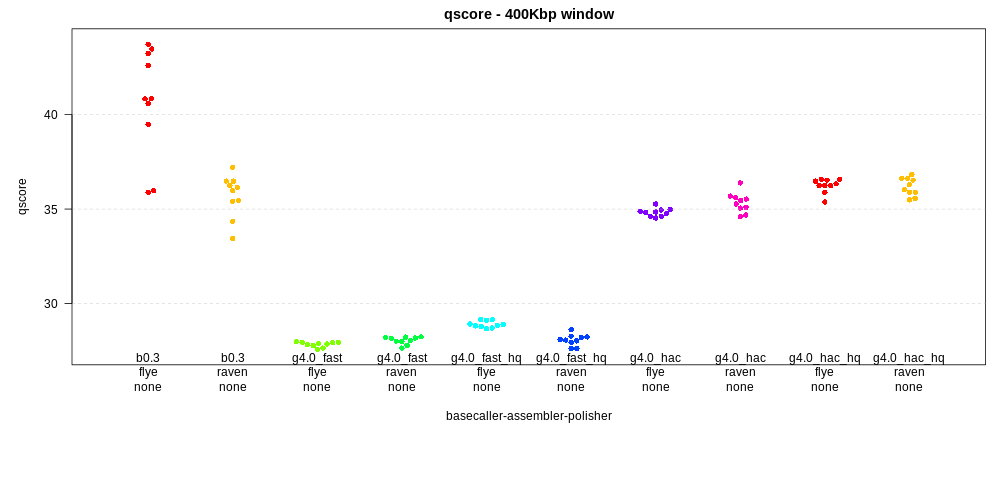 qscore - 400Kbp window
qscore
40
35
30
b0.3 b0.3 g4.0_fast g4.0_fast g4.0_fast_hq g4.0_fast_hq g4.0_hac g4.0_hac g4.0_hac_hq g4.0_hac_hq
flye raven flye raven flye raven flye raven flye raven
none none none none none none none none none none
basecaller-assembler-polisher